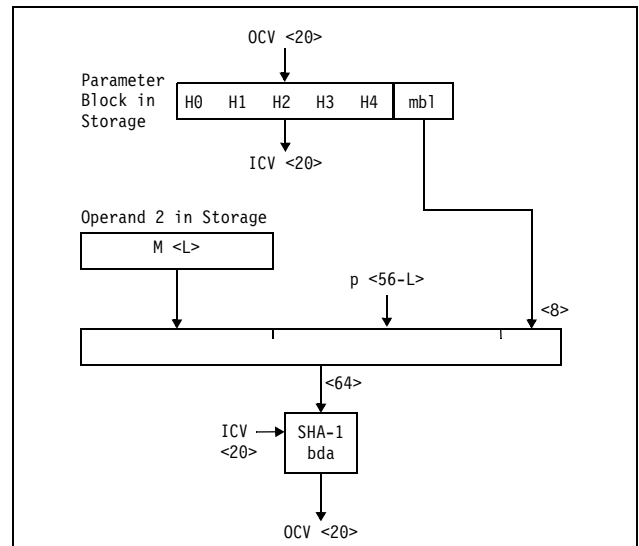 OCV <20>
Parameter
Block in
Storage
H0 H1 H2 H3 H4 mbl
ICV <20>
Operand 2 in Storage
M <L>
p <56-L>
<8>
<64>
ICV
<20>
SHA-1
bda
OCV <20>